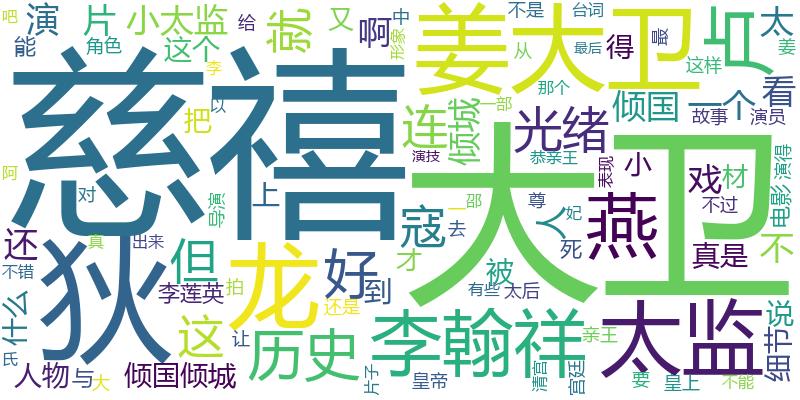 吧
演
片
小太监
给
又
中
啊
不是
台词
太
姜
能
角色
这个
就
形象
从
得
最
最后
看
慈禧
李
姜大卫
卫
那个
这样
以
连
倾城
一部
光绪
倾国
一个
故事
演员
把
阿
对
上
导演
演技
恭亲王
表现
小
戏
材
不过
电影
演得
大卫
还
狄
但
龙
好
到
寇
一
去
邵
尊
人
妃
死
燕
真是
不
真
出来
不错
什么
李莲英
拍
还是
才
被
有些
太后
李翰祥
太监
说
细节
氏
这
让
历史
亲王
人物
与
大
倾国倾城
片子
皇帝
清宫
宫廷
要
皇上
不能